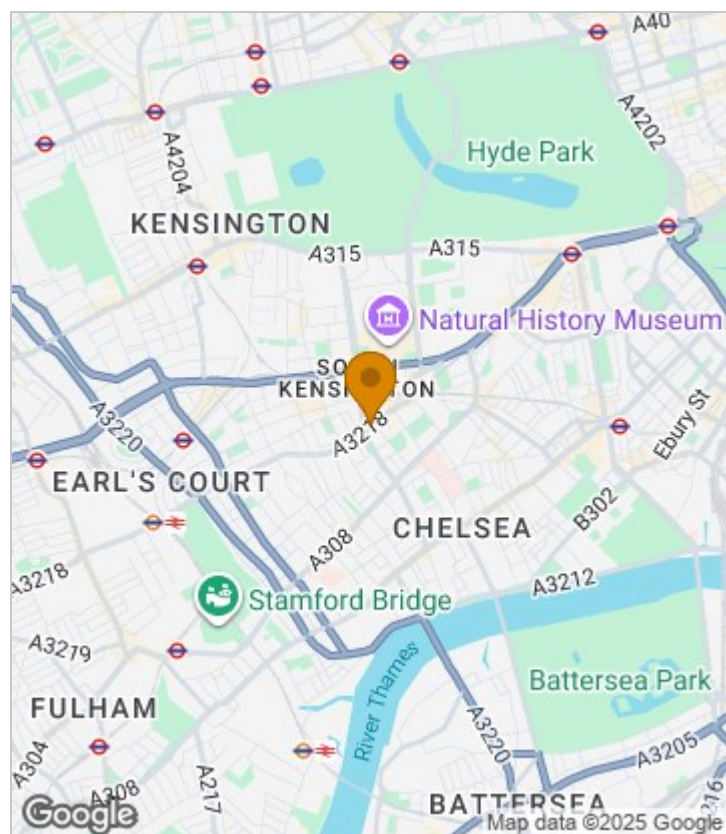 A40
A4202
Hyde Park
A4204
KENSINGTON
A315
A315
Natural History Museum
KENSINGTON
A3218
A3220
Ebury St
EARL'S COURT
B302
CHELSEA
A308
A3218
A3212
Stamford Bridge
A3219
River Thames
Battersea Park
FULHAM
A3220
A304
A3205
A308
A217
BATTERSEA
Google
Map data ©2025 Google